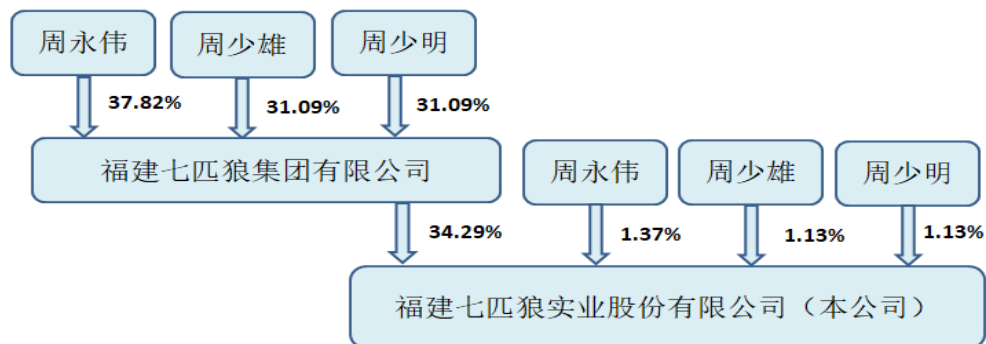 周永伟
周少雄
周少明
37.82%
31.09%
31.09%
福建七匹狼集团有限公司
周永伟
周少雄
周少明
34.29%
1.37%
1.13%
1.13%
福建七匹狼实业股份有限公司（本公司）